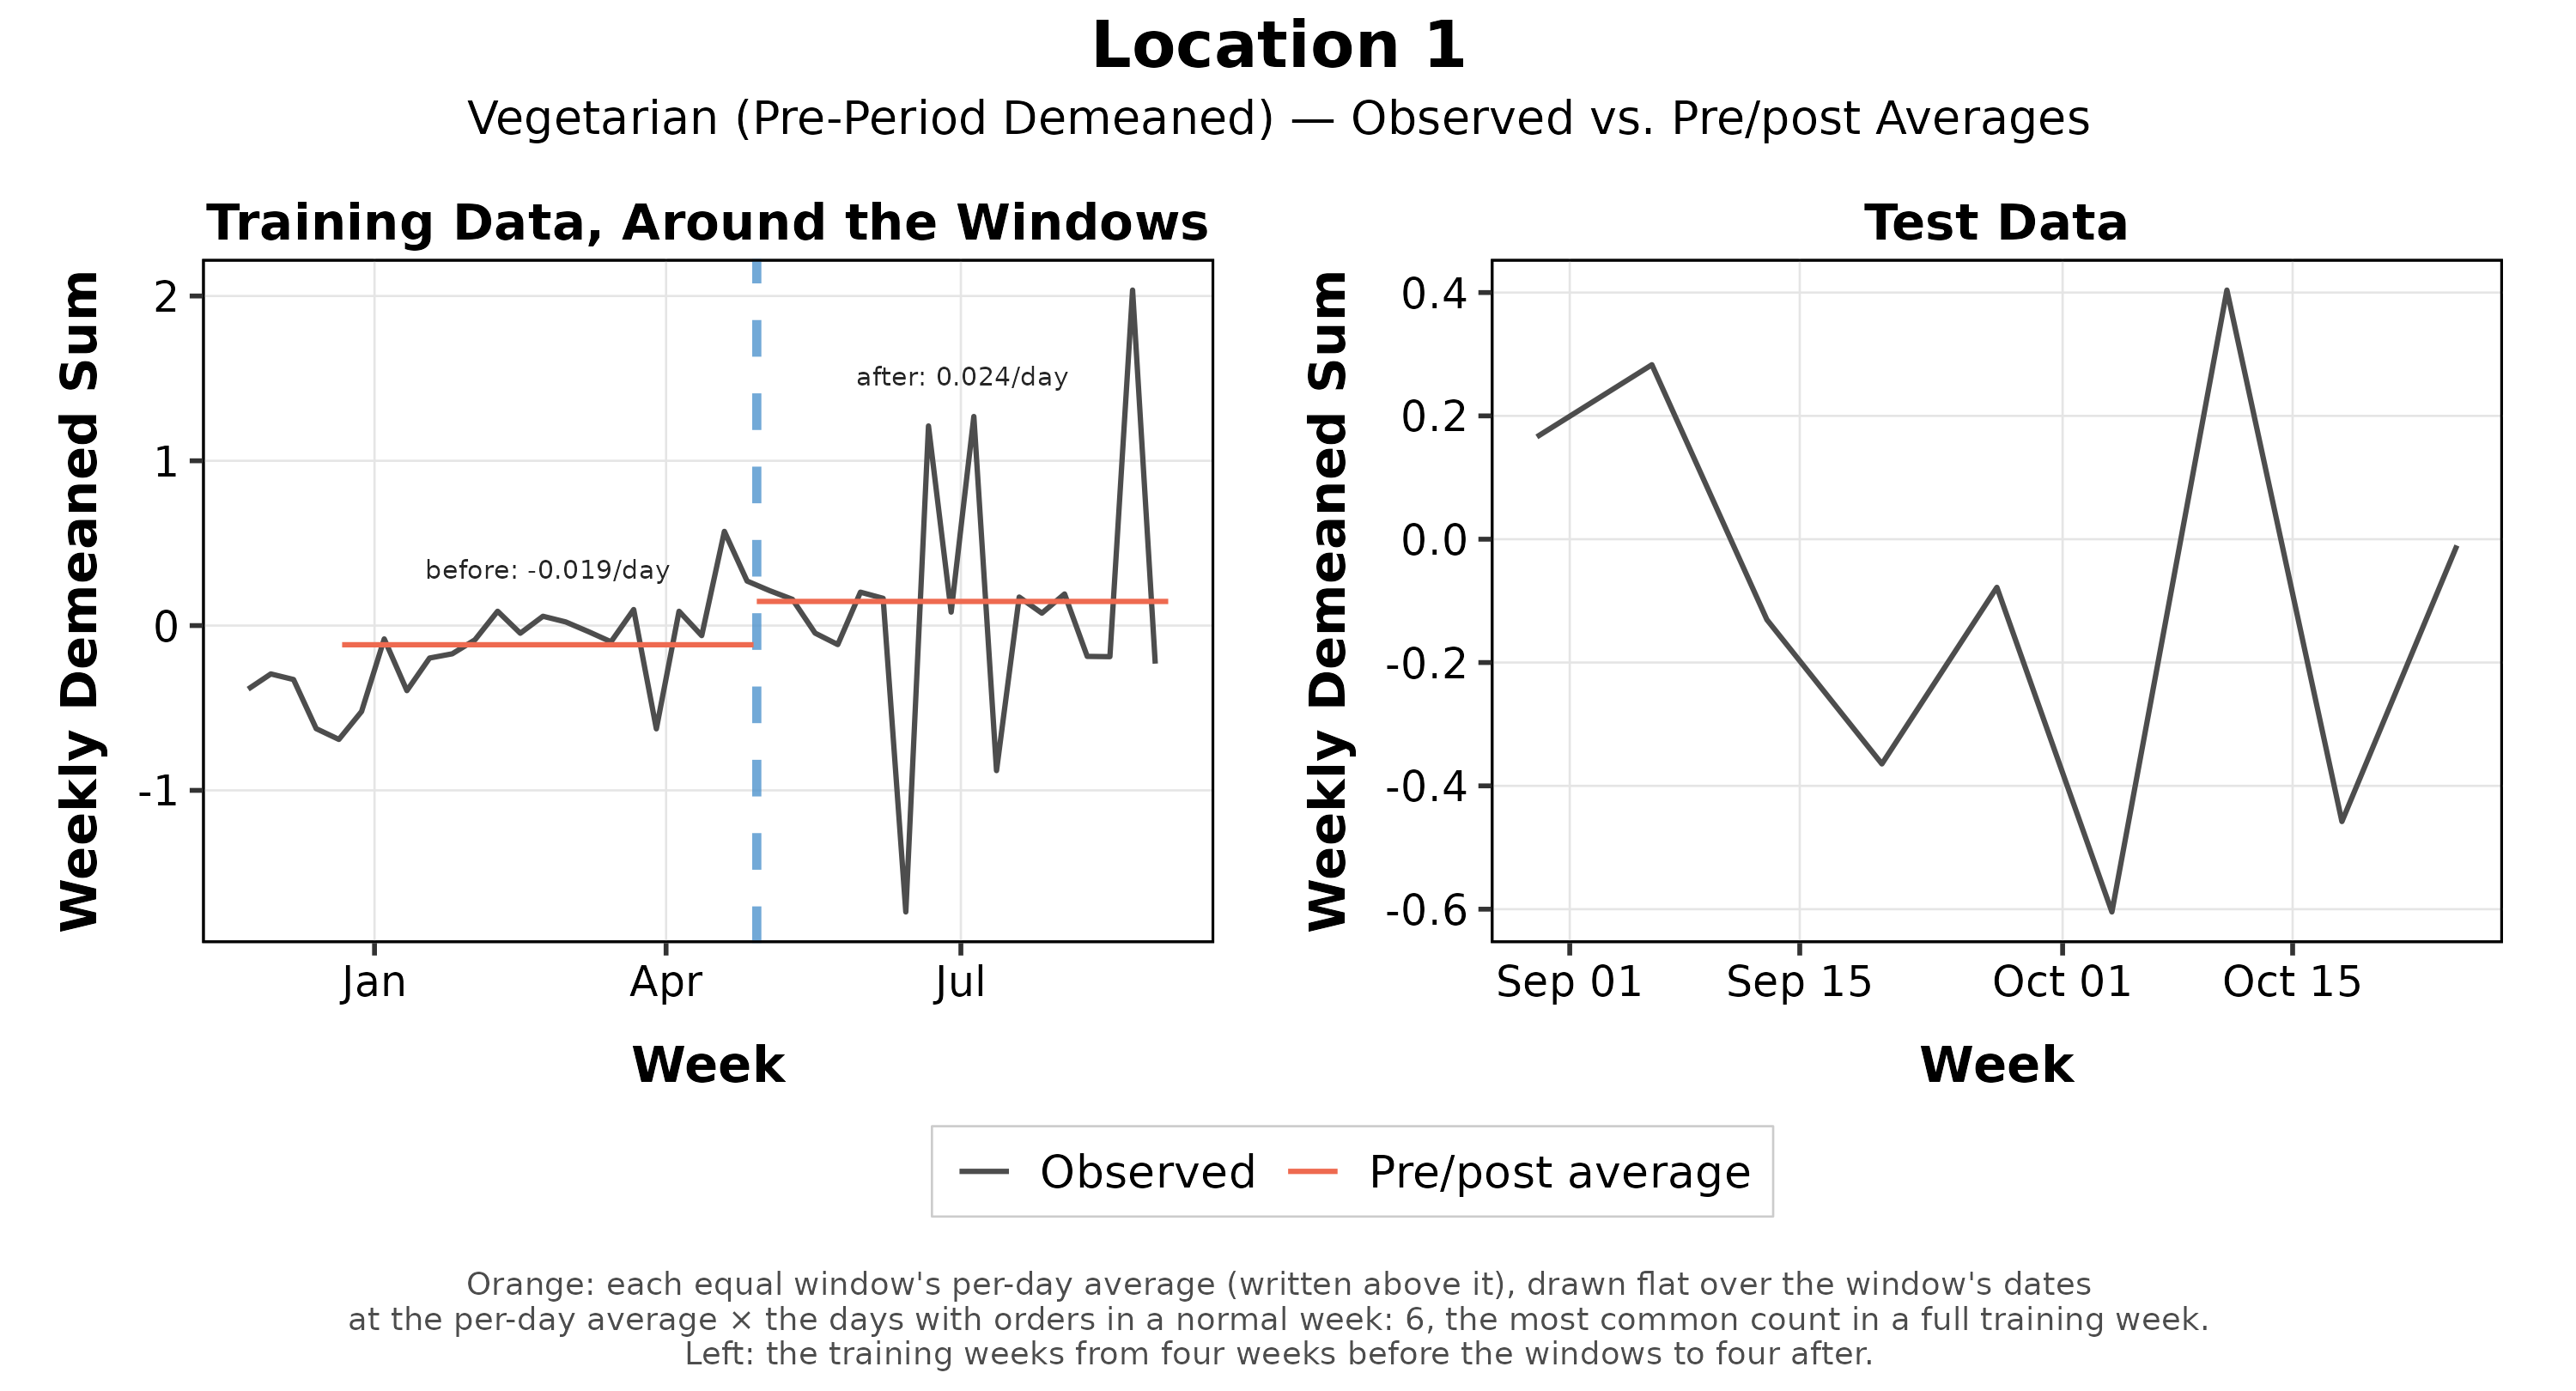 Location 1
Vegetarian (Pre-Period Demeaned) — Observed vs. Pre/post Averages
Training Data, Around the Windows
Weekly Demeaned Sum
2
1
0
-1
before: -0.019/day
after: 0.024/day
Jan
Apr
Jul
Week
Test Data
Weekly Demeaned Sum
0.4
0.2
0.0
-0.2
-0.4
-0.6
Sep 01
Sep 15
Oct 01
Oct 15
Week
Observed
Pre/post average
Orange: each equal window's per-day average (written above it), drawn flat over the window's dates
at the per-day average × the days with orders in a normal week: 6, the most common count in a full training week.
Left: the training weeks from four weeks before the windows to four after.